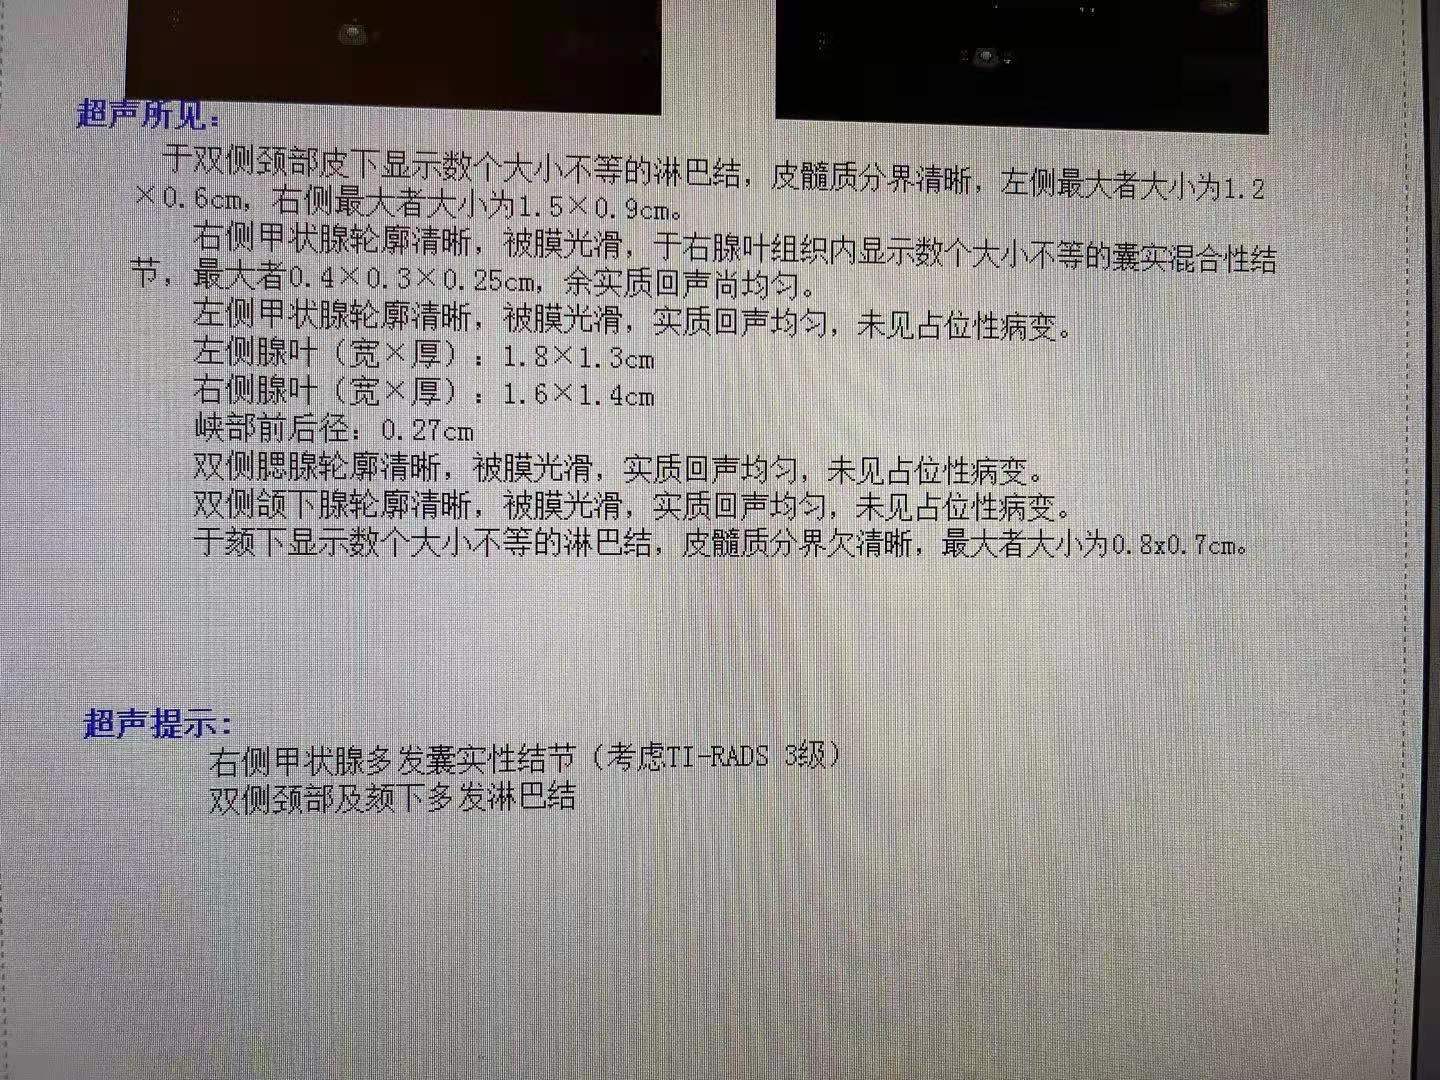 超声所见：
于双侧颈部皮下显示数个大小不等的淋巴结，皮髓质分界清晰，左侧最大者大小为1.2
×0.6cm，右侧最大者大小为1.5×0.9cm。
右侧甲状腺轮廓清晰，被膜光滑，于右腺叶组织内显示数个大小不等的囊实混合性结
节，最大者0.4×0.3×0.25cm，余实质回声尚均匀。
左侧甲状腺轮廓清晰，被膜光滑，实质回声均匀，未见占位性病变。
左侧腺叶（宽×厚）：1.8×1.3cm
右侧腺叶（宽×厚）：1.6×1.4cm
峡部前后径：0.27cm
双侧腮腺轮廓清晰，被膜光滑，实质回声均匀，未见占位性病变。
双侧颌下腺轮廓清晰，被膜光滑，实质回声均匀，未见占位性病变。
于颏下显示数个大小不等的淋巴结，皮髓质分界欠清晰，最大者大小为0.8x0.7cm。
超声提示：
右侧甲状腺多发囊实性结节（考虑TI-RADS 3级）
双侧颈部及颏下多发淋巴结